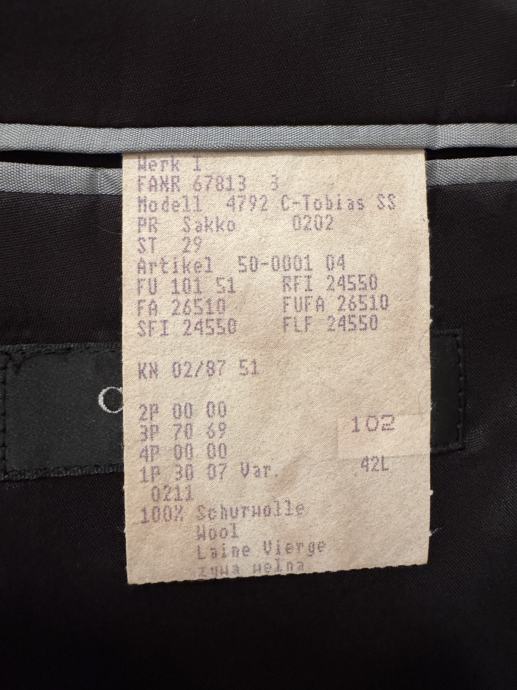 Werk 1
FANR 67813 3
Modell 4792 C-Tobias SS
PR Sakko 0202
ST 29
Artikel 50-0001 04
FU 101 51 RFI 24550
FA 26510 FUFA 26510
SFI 24550 FLF 24550
KN 02/87 51
2P 00 00
3P 70 69
102
4P 00 00
1P 30 07 Var.
42L
0211
100% Schurwolle
Wool
Laine Vierge
żywa wełna